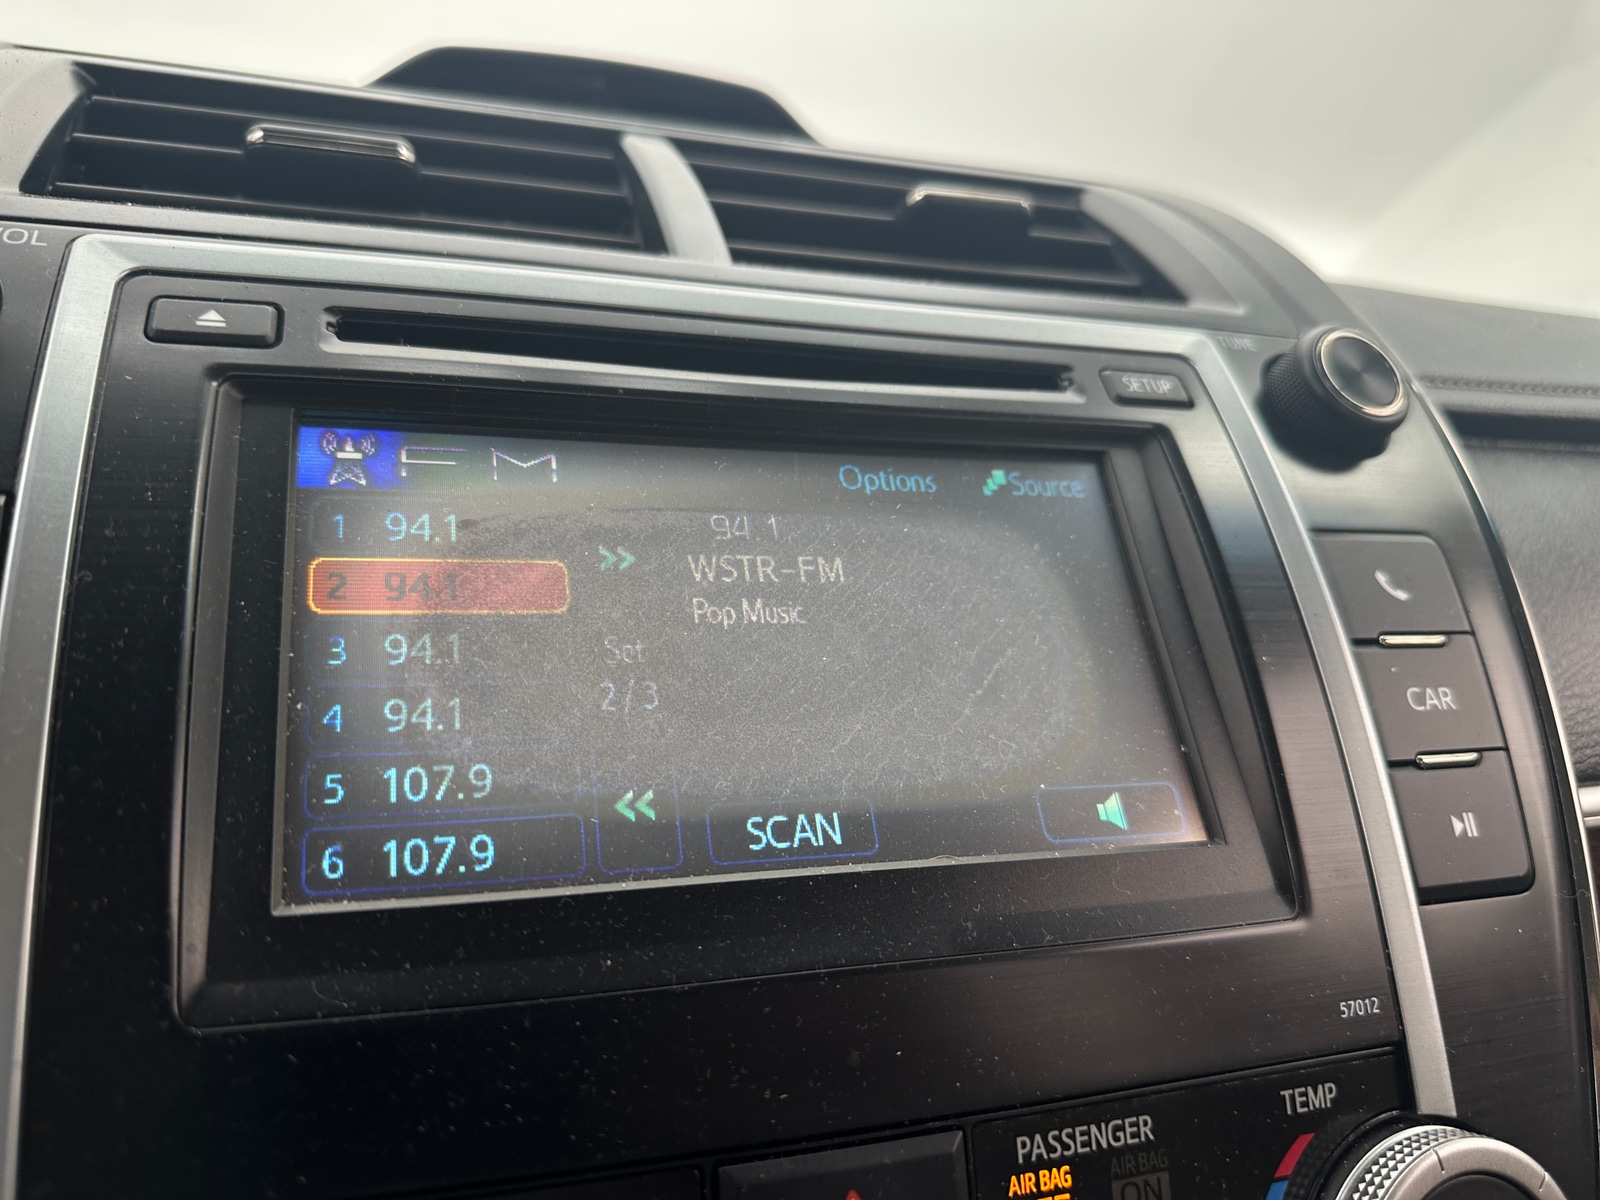 VOL
TUNE
SETUP
FM
Options
Source
1 94.1
94.1
2 94.1
WSTR-FM
Pop Music
3 94.1
Set
2/3
4 94.1
5 107.9
6 107.9
SCAN
CAR
57012
TEMP
PASSENGER
AIR BAG
AIR BAG
ON